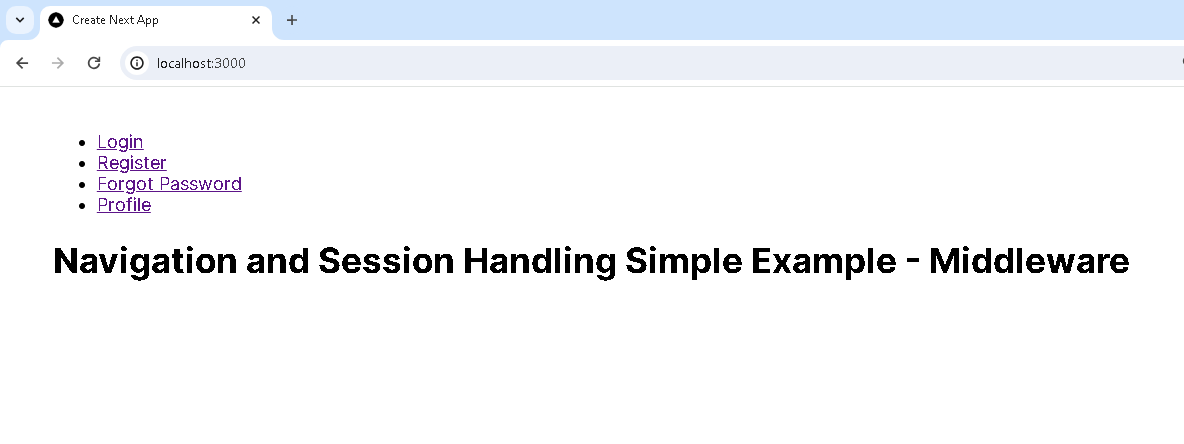 Create Next App
localhost:3000
Login
Register
Forgot Password
Profile
Navigation and Session Handling Simple Example - Middleware